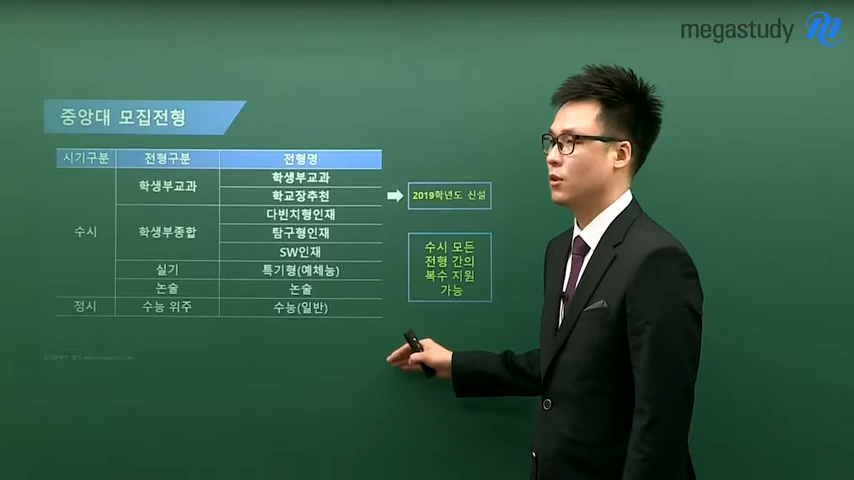 megastudy
중앙대 모집전형
시기구분 전형구분 전형명
수시 학생부교과 학생부교과
학교장추천
학생부종합 다빈치형인재
탐구형인재
SW인재
실기 특기형(예체능)
논술 논술
정시 수능 위주 수능(일반)
2019학년도 신설
수시 모든
전형 간의
복수 지원
가능